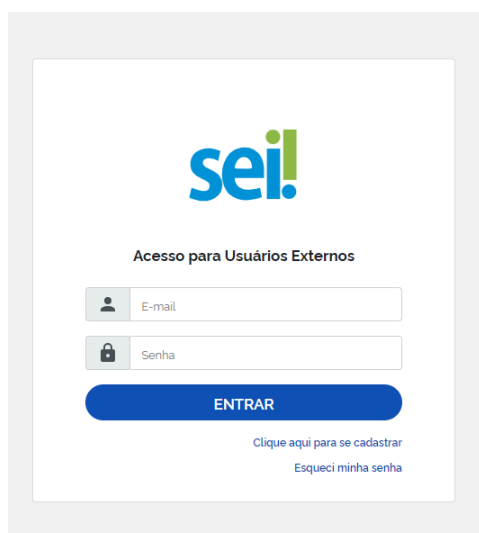 sei!
Acesso para Usuários Externos
E-mail
Senha
ENTRAR
Clique aqui para se cadastrar
Esqueci minha senha